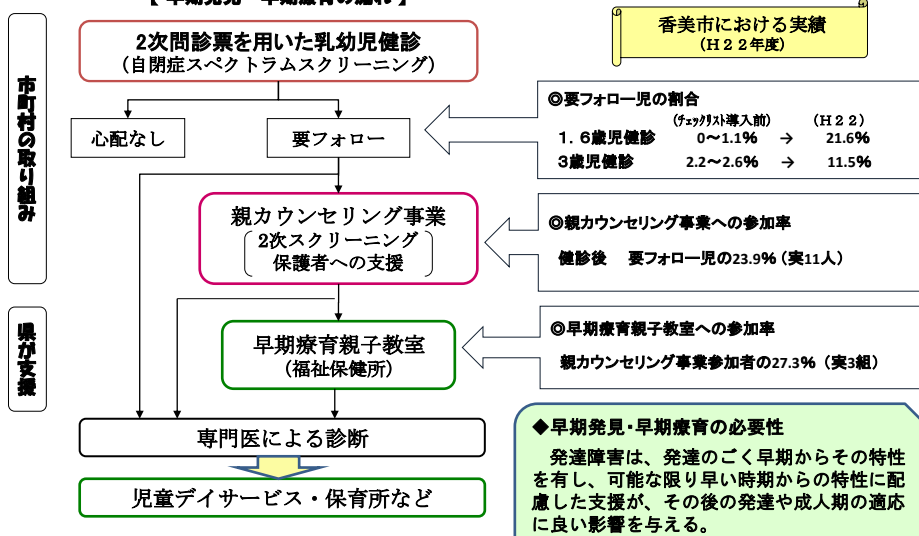 【 早期発見・早期療育の流れ 】
香美市における実績
(H22年度)
市町村の取り組み
2次問診票を用いた乳幼児健診
(自閉症スペクトラムスクリーニング)
心配なし
要フォロー
◎要フォロー児の割合
(チェックリスト導入前) (H22)
1.6歳児健診 0～1.1% → 21.6%
3歳児健診 2.2～2.6% → 11.5%
親カウンセリング事業
2次スクリーニング
保護者への支援
◎親カウンセリング事業への参加率
健診後 要フォロー児の23.9%(実11人)
県が支援
早期療育親子教室
(福祉保健所)
◎早期療育親子教室への参加率
親カウンセリング事業参加者の27.3%(実3組)
専門医による診断
児童デイサービス・保育所など
◆早期発見・早期療育の必要性
発達障害は、発達のごく早期からその特性
を有し、可能な限り早い時期からの特性に配
慮した支援が、その後の発達や成人期の適応
に良い影響を与える。